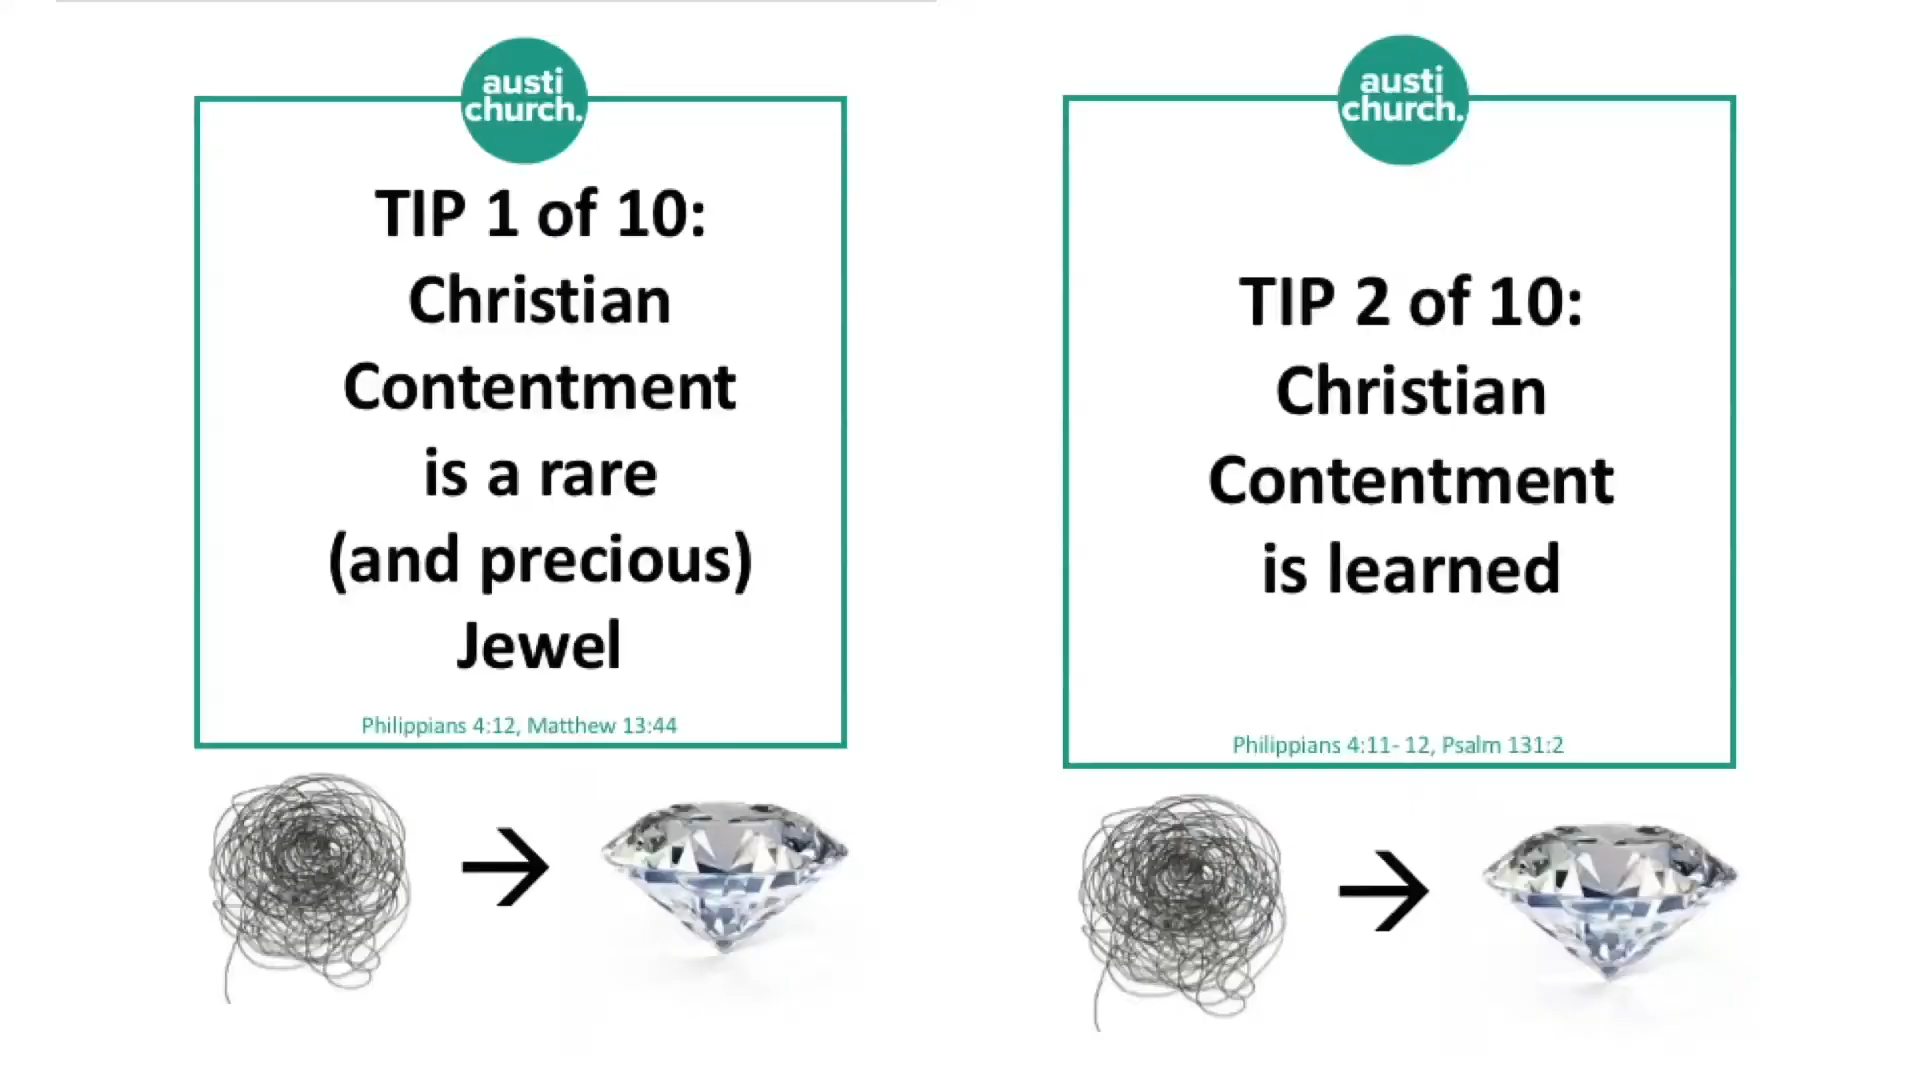 austi
church.
TIP 1 of 10:
Christian
Contentment
is a rare
(and precious)
Jewel
Philippians 4:12, Matthew 13:44
austi
church.
TIP 2 of 10:
Christian
Contentment
is learned
Philippians 4:11- 12, Psalm 131:2